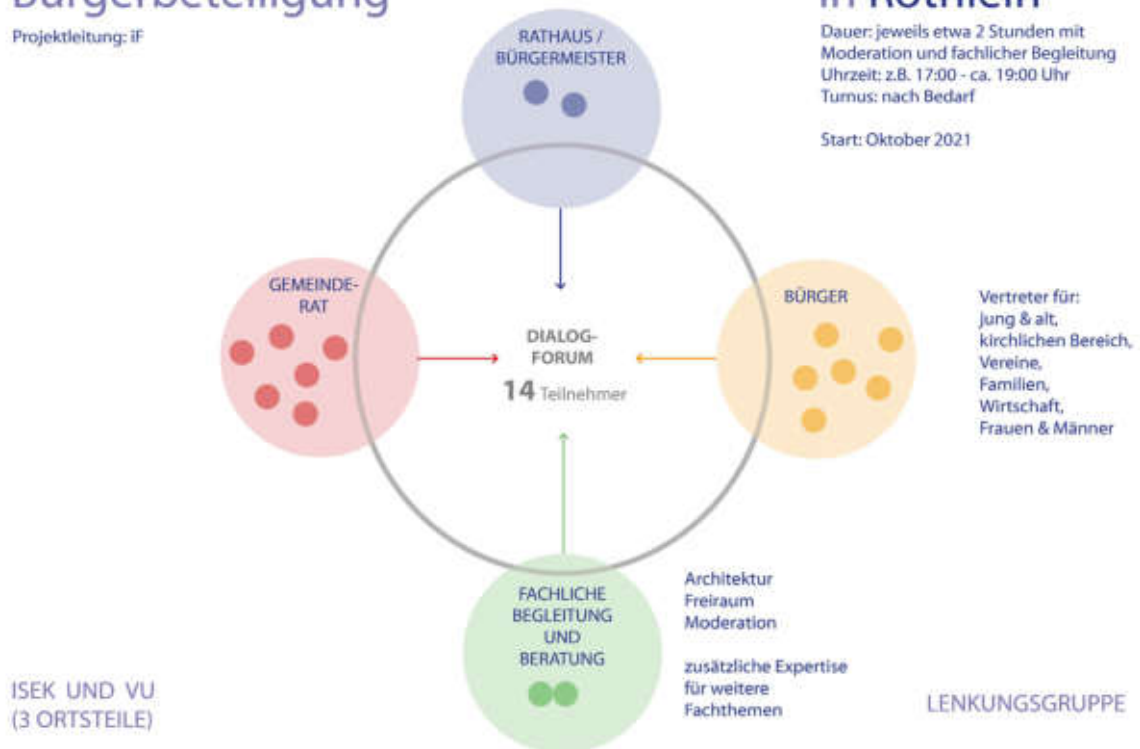 Bürgerbeteiligung
Projektleitung: iF
in Röthlein
Dauer: jeweils etwa 2 Stunden mit
Moderation und fachlicher Begleitung
Uhrzeit: z.B. 17:00 - ca. 19:00 Uhr
Turnus: nach Bedarf
Start: Oktober 2021
RATHAUS /
BÜRGERMEISTER
GEMEINDE-
RAT
DIALOG-
FORUM
14 Teilnehmer
BÜRGER
Vertreter für:
Jung & alt,
kirchlichen Bereich,
Vereine,
Familien,
Wirtschaft,
Frauen & Männer
FACHLICHE
BEGLEITUNG
UND
BERATUNG
Architektur
Freiraum
Moderation
zusätzliche Expertise
für weitere
Fachthemen
ISEK UND VU
(3 ORTSTEILE)
LENKUNGSGRUPPE